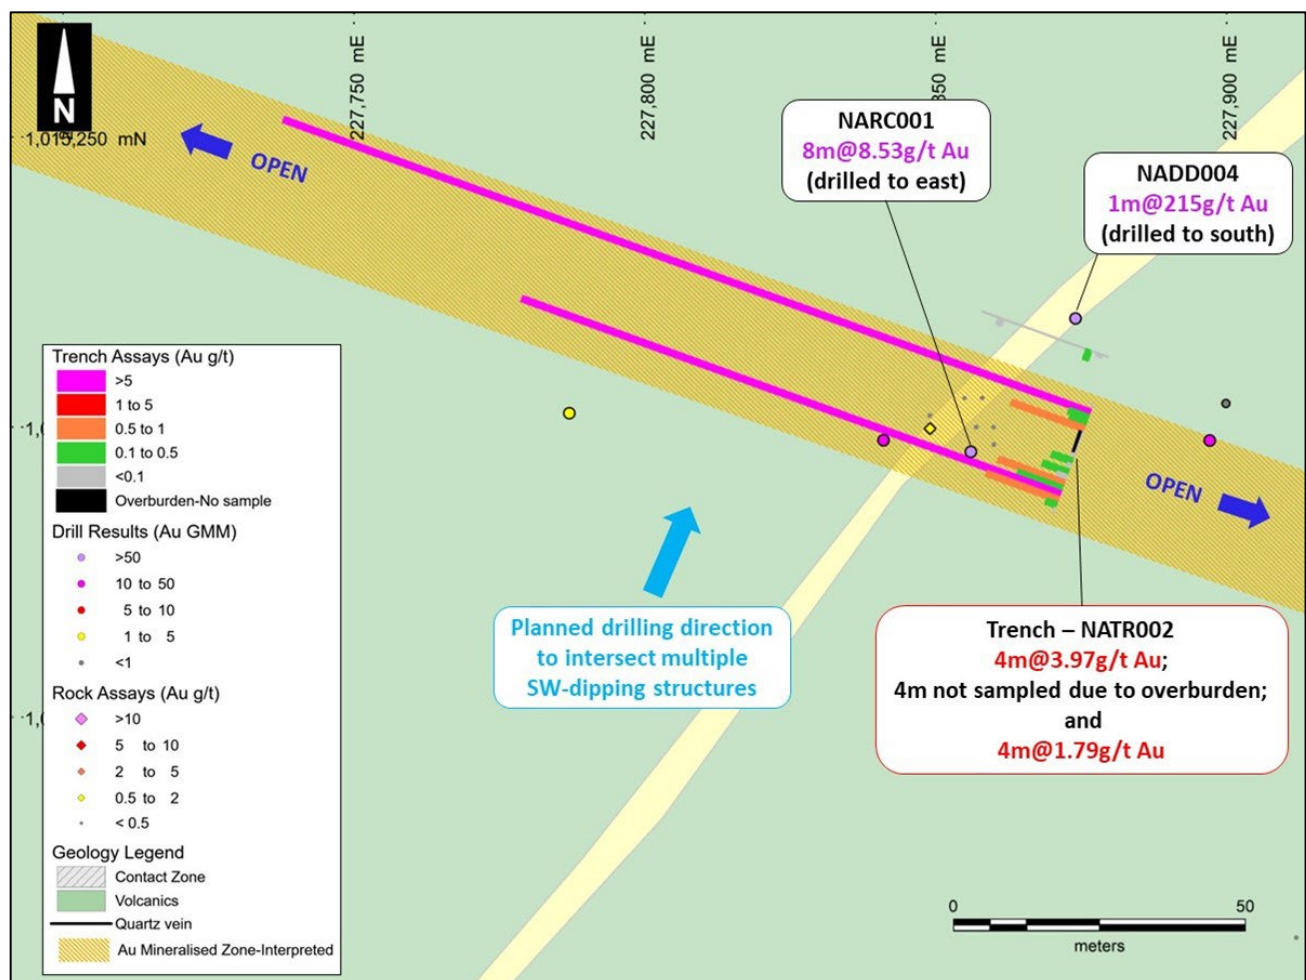 227,750 mE
227,800 mE
350 mE
227,900 mE
N
1,015,250 mN
OPEN
NARC001
8m@8.53g/t Au
(drilled to east)
NADD004
1m@215g/t Au
(drilled to south)
Trench Assays (Au g/t)
>5
1 to 5
0.5 to 1
0.1 to 0.5
<0.1
Overburden-No sample
Drill Results (Au GMM)
>50
10 to 50
5 to 10
1 to 5
<1
Rock Assays (Au g/t)
>10
5 to 10
2 to 5
0.5 to 2
< 0.5
Geology Legend
Contact Zone
Volcanics
Quartz vein
Au Mineralised Zone-Interpreted
OPEN
Planned drilling direction
to intersect multiple
SW-dipping structures
Trench – NATR002
4m@3.97g/t Au;
4m not sampled due to overburden;
and
4m@1.79g/t Au
0 50
meters